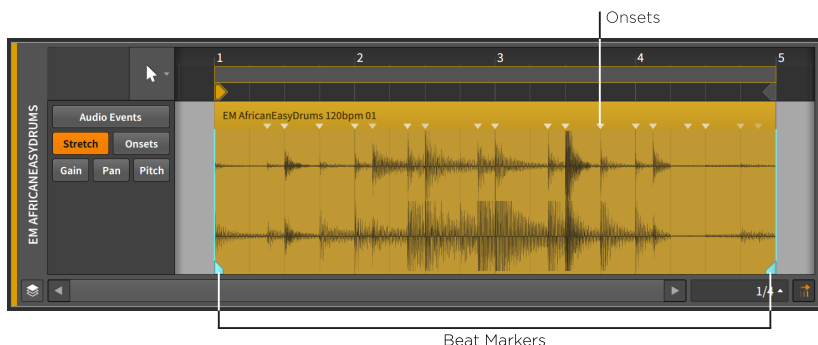 Onsets
1 2 3 4 5
EM AFRICANEASYDRUMS
Audio Events
EM AfricanEasyDrums 120bpm 01
Stretch Onsets
Gain Pan Pitch
1/4
Beat Markers